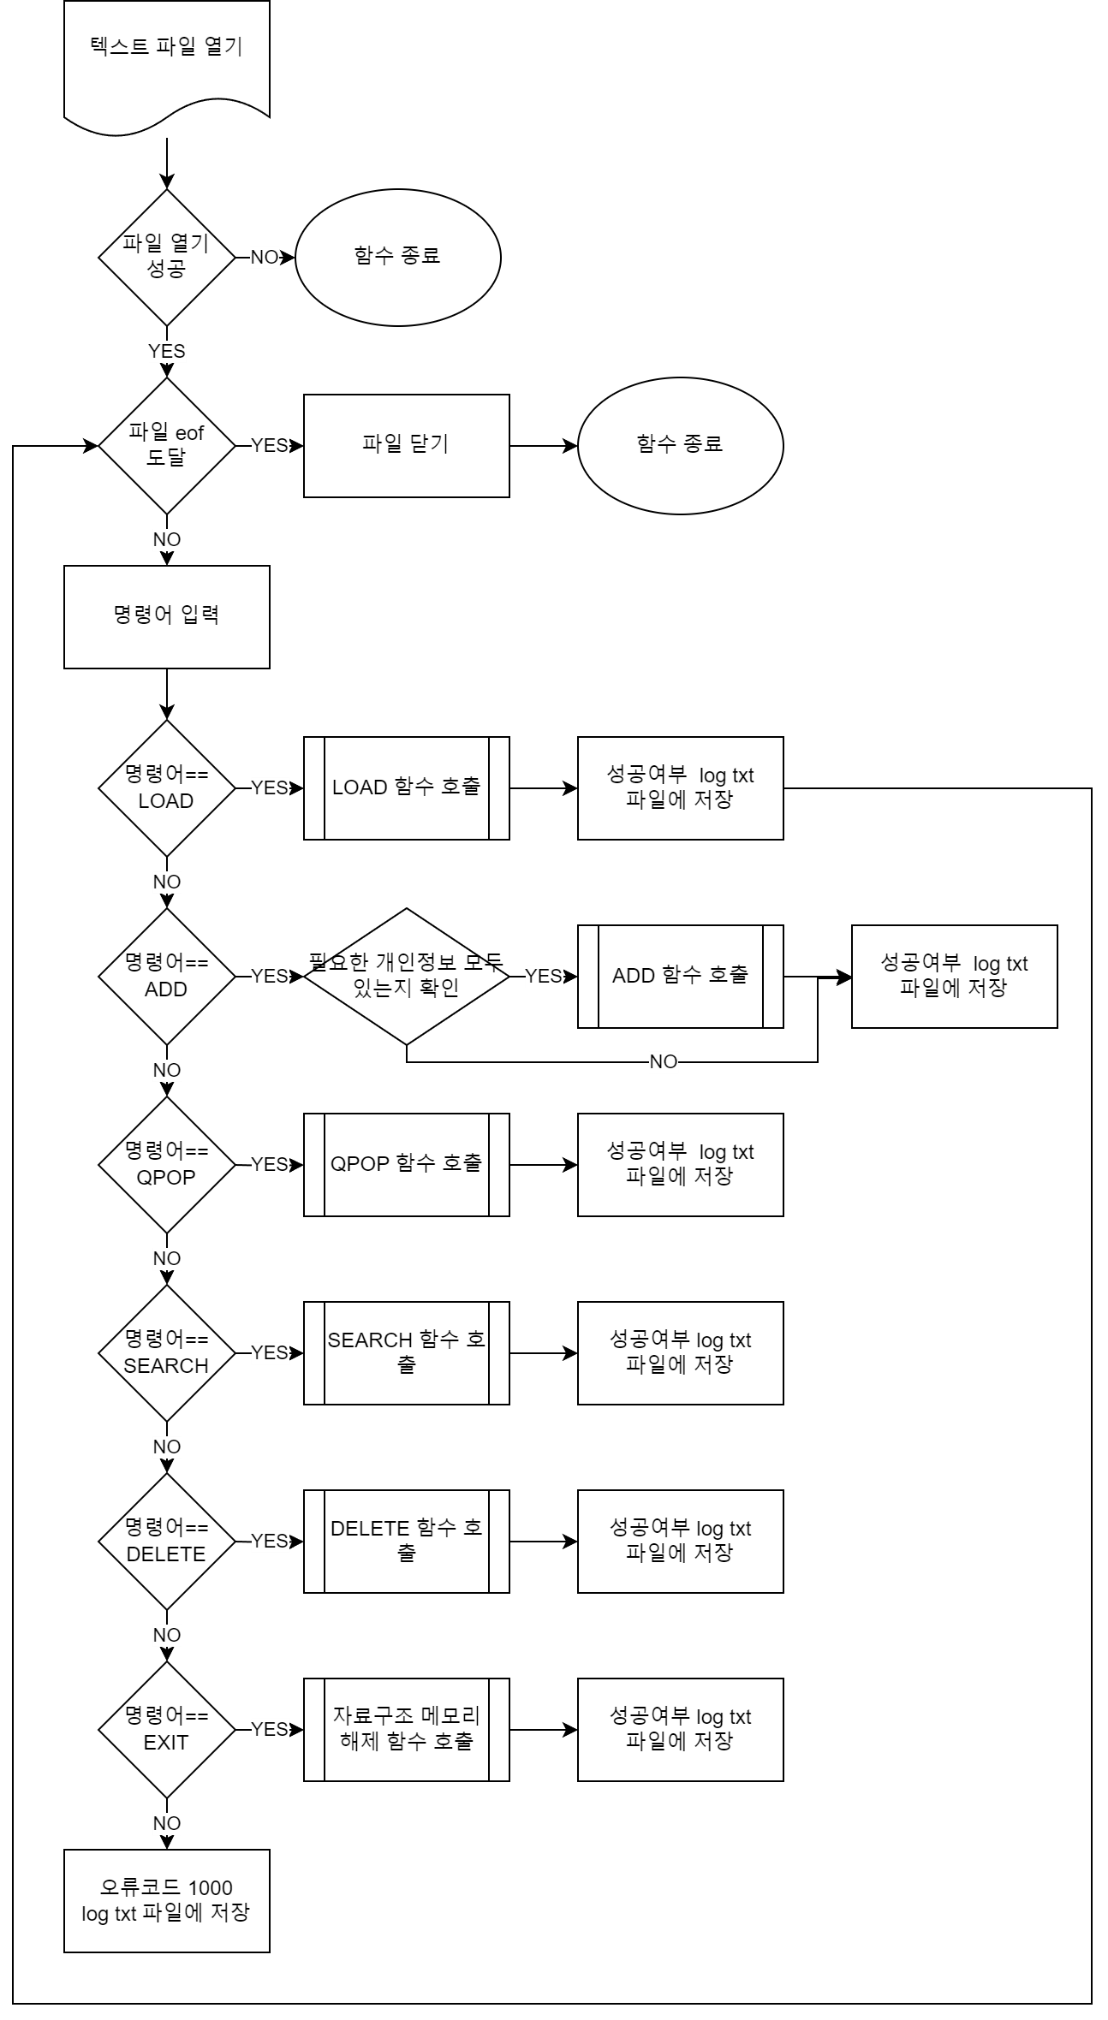 텍스트 파일 열기
파일 열기
성공
NO
함수 종료
YES
파일 eof
도달
YES
파일 닫기
함수 종료
NO
명령어 입력
명령어==
LOAD
YES
LOAD 함수 호출
성공여부 log txt
파일에 저장
NO
명령어==
ADD
YES
필요한 개인정보 모두
있는지 확인
YES
ADD 함수 호출
성공여부 log txt
파일에 저장
NO
NO
명령어==
QPOP
YES
QPOP 함수 호출
성공여부 log txt
파일에 저장
NO
명령어==
SEARCH
YES
SEARCH 함수 호
출
성공여부 log txt
파일에 저장
NO
명령어==
DELETE
YES
DELETE 함수 호
출
성공여부 log txt
파일에 저장
NO
명령어==
EXIT
YES
자료구조 메모리
해제 함수 호출
성공여부 log txt
파일에 저장
NO
오류코드 1000
log txt 파일에 저장